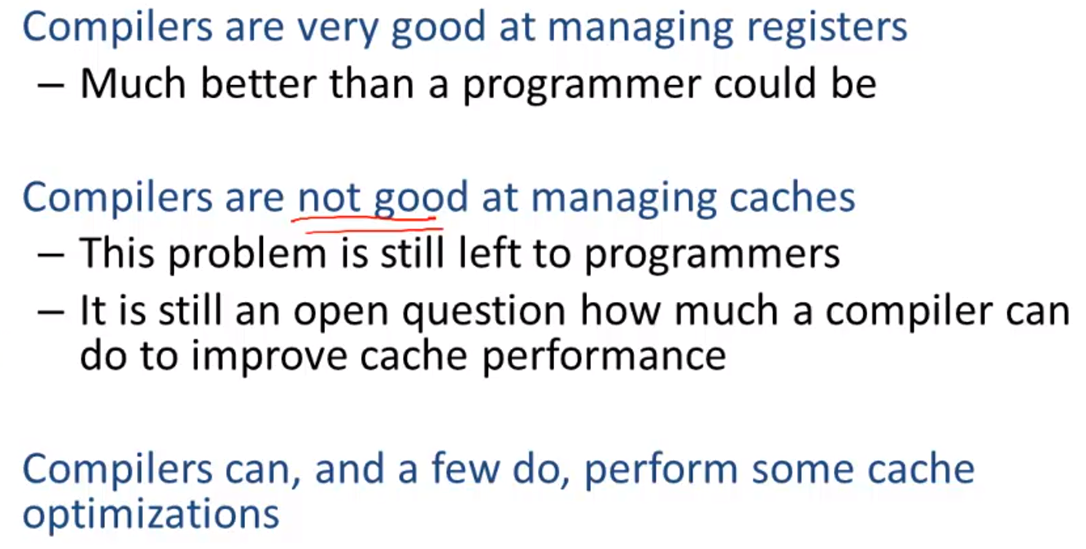 Compilers are very good at managing registers
– Much better than a programmer could be
Compilers are not good at managing caches
– This problem is still left to programmers
– It is still an open question how much a compiler can
do to improve cache performance
Compilers can, and a few do, perform some cache
optimizations